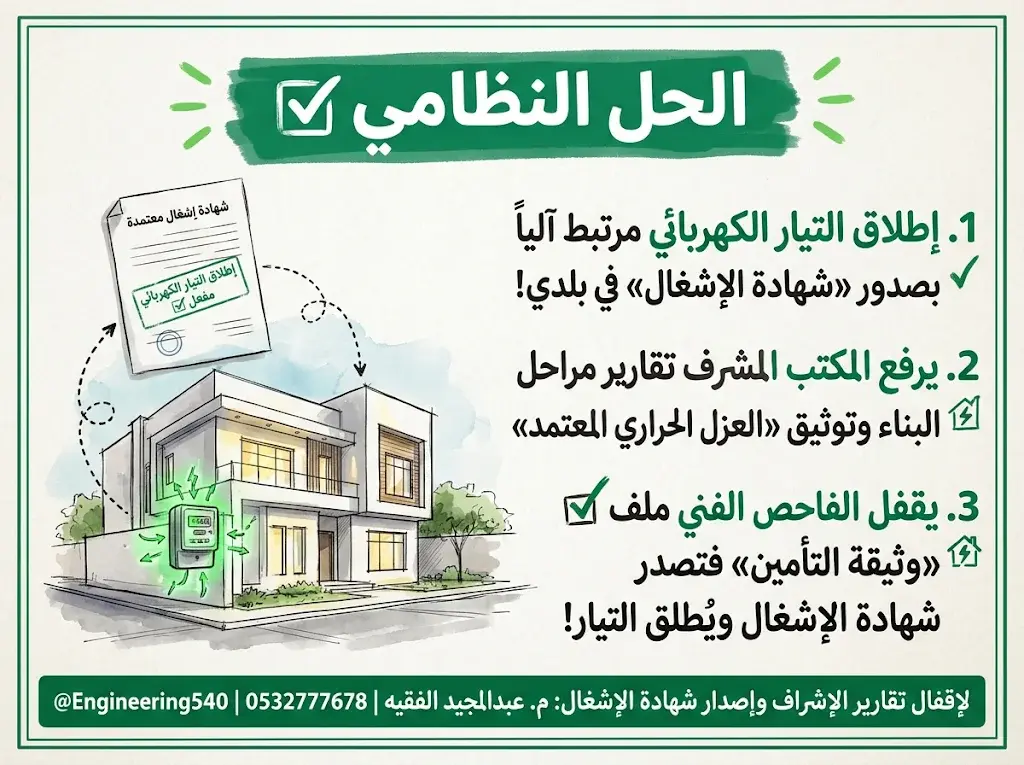 الحل النظامي
شهادة إشغال معتمدة
إطلاق التيار الكهربائي
مفعل
1. إطلاق التيار الكهربائي مرتبط آلياً
بصدور «شهادة الإشغال» في بلدي!
2. يرفع المكتب المشرف تقارير مراحل
البناء وتوثيق «العزل الحراري المعتمد»
3. يقفل الفاحص الفني ملف
«وثيقة التأمين» فتصدر
شهادة الإشغال ويُطلق التيار!
لإقفال تقارير الإشراف وإصدار شهادة الإشغال: م. عبدالمجيد الفقيه | 0532777678 | @Engineering540